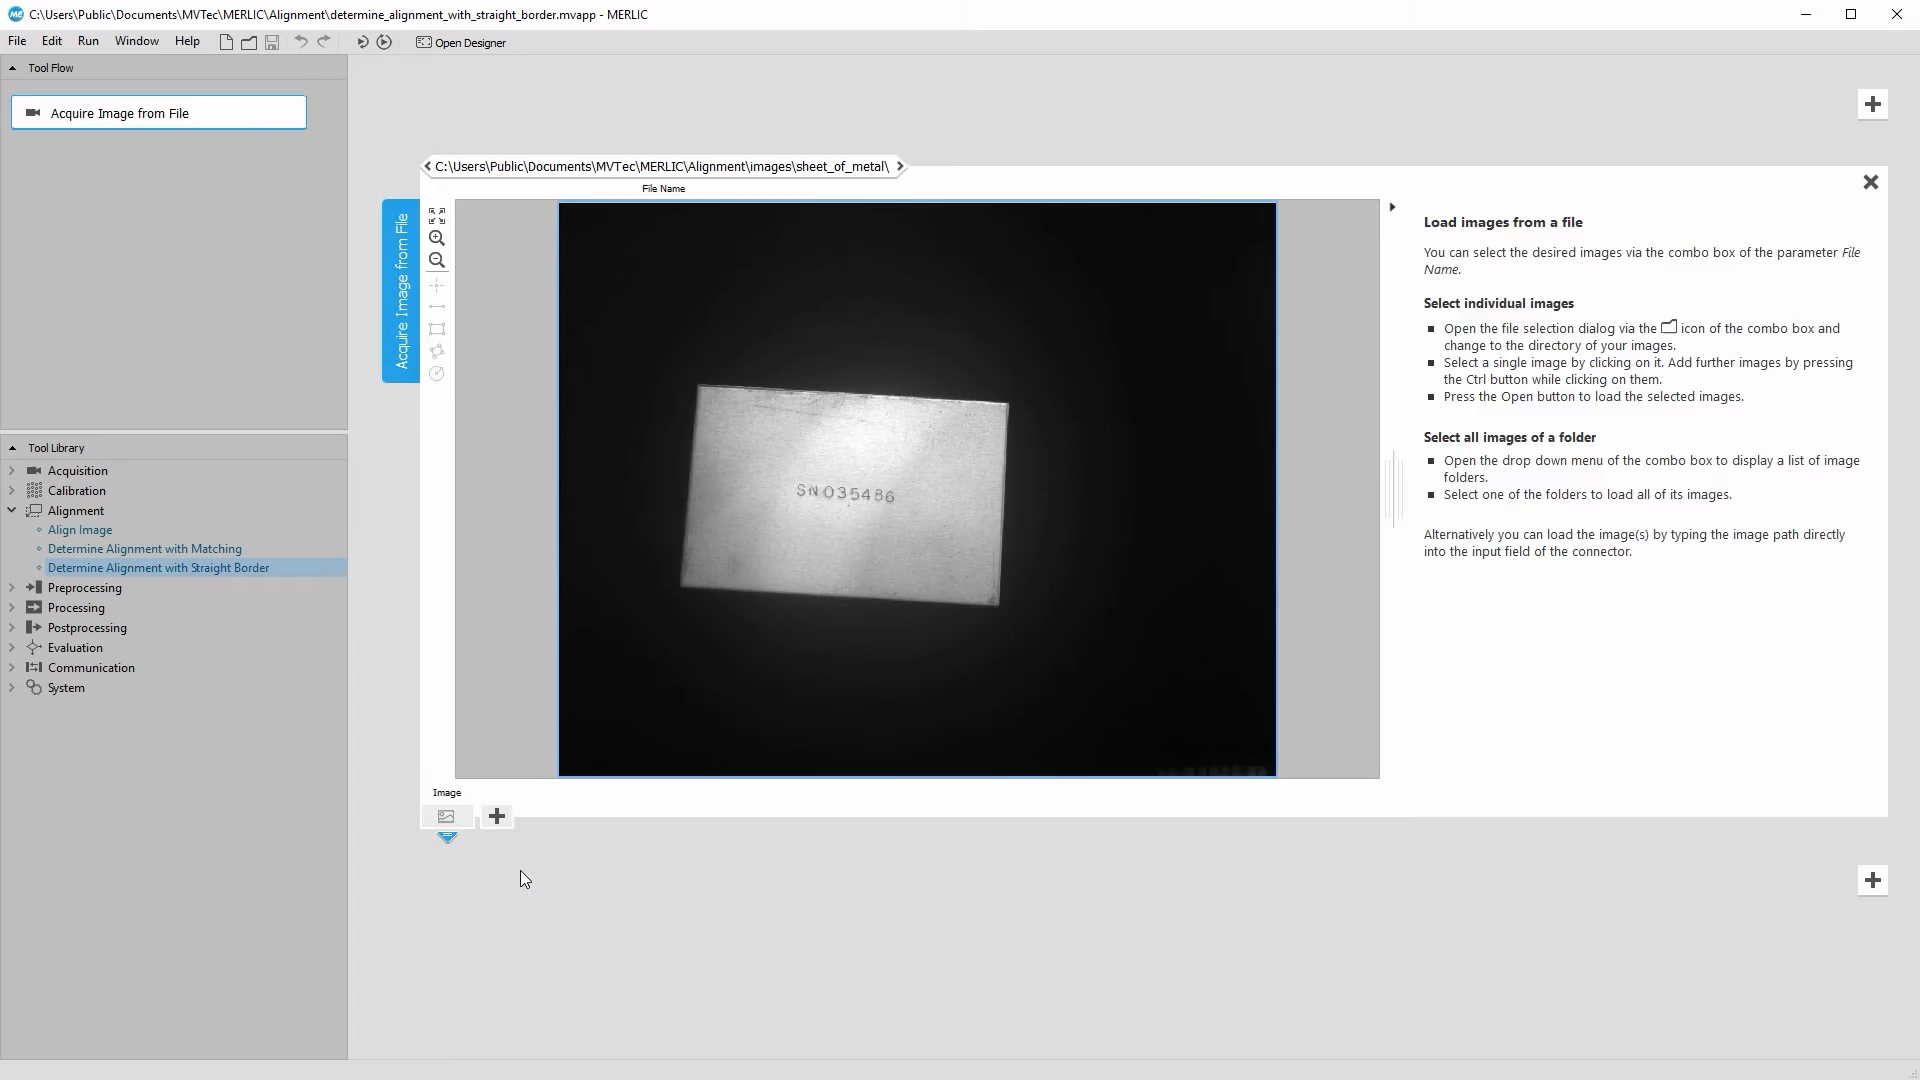 ME C:\Users\Public\Documents\MVTec\MERLIC\Alignment\determine_alignment_with_straight_border.mvapp - MERLIC
File Edit Run Window Help Open Designer
Tool Flow
Acquire Image from File
Tool Library
Acquisition
Calibration
Alignment
Align Image
Determine Alignment with Matching
Determine Alignment with Straight Border
Preprocessing
Processing
Postprocessing
Evaluation
Communication
System
C:\Users\Public\Documents\MVTec\MERLIC\Alignment\images\sheet_of_metal\
File Name
Acquire Image from File
SN035486
Image
Load images from a file
You can select the desired images via the combo box of the parameter File
Name.
Select individual images
Open the file selection dialog via the icon of the combo box and
change to the directory of your images.
Select a single image by clicking on it. Add further images by pressing
the Ctrl button while clicking on them.
Press the Open button to load the selected images.
Select all images of a folder
Open the drop down menu of the combo box to display a list of image
folders.
Select one of the folders to load all of its images.
Alternatively you can load the image(s) by typing the image path directly
into the input field of the connector.